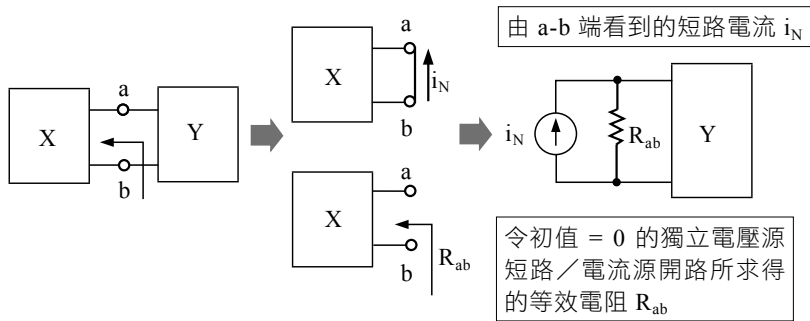 由 a-b 端看到的短路電流 iN
X
a
b
Y
X
a
iN
b
X
a
b
Rab
iN
Rab
Y
令初值 = 0 的獨立電壓源
短路／電流源開路所求得
的等效電阻 Rab